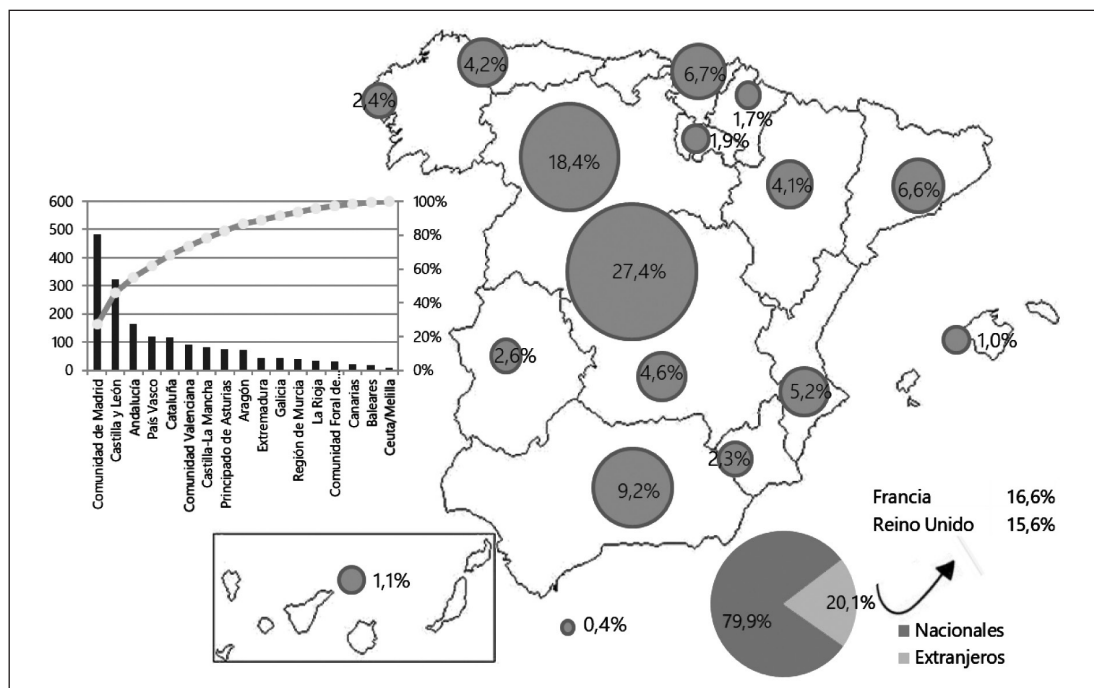 4,2%
6,7%
2,4%
1,7%
1,9%
18,4%
4,1%
6,6%
600
500
400
300
200
100
0
100%
80%
60%
40%
20%
0%
Comunidad de Madrid
Castilla y León
Andalucía
País Vasco
Cataluña
Comunidad Valenciana
Castilla-La Mancha
Principado de Asturias
Aragón
Extremadura
Galicia
Región de Murcia
La Rioja
Comunidad Foral de...
Canarias
Baleares
Ceuta/Melilla
27,4%
1,0%
2,6%
4,6%
5,2%
2,3%
9,2%
Francia 16,6%
Reino Unido 15,6%
1,1%
0,4%
20,1%
79,9%
Nacionales
Extranjeros